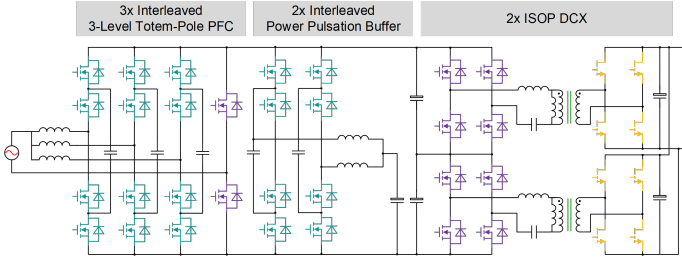 3x Interleaved
3-Level Totem-Pole PFC
2x Interleaved
Power Pulsation Buffer
2x ISOP DCX